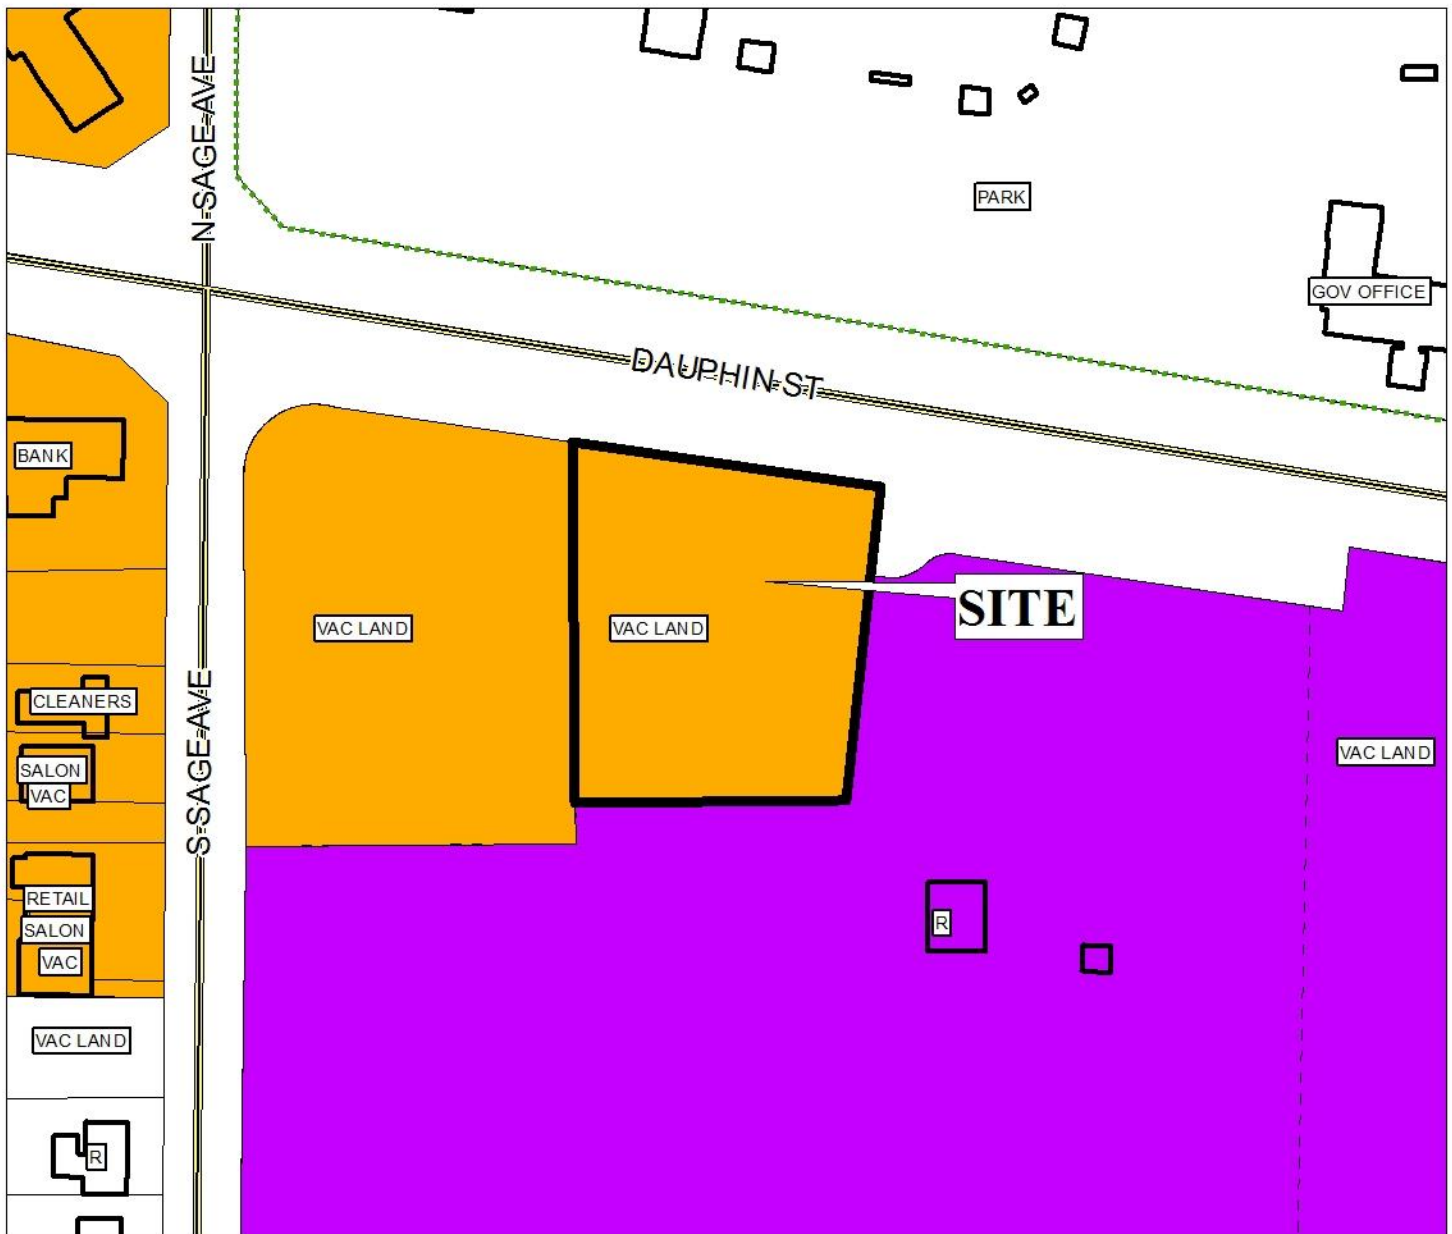 N SAGE AVE
PARK
GOV OFFICE
DAUPHIN ST
BANK
SITE
VAC LAND
VAC LAND
S SAGE AVE
CLEANERS
VAC LAND
SALON
VAC
RETAIL
SALON
R
VAC
VAC LAND
R